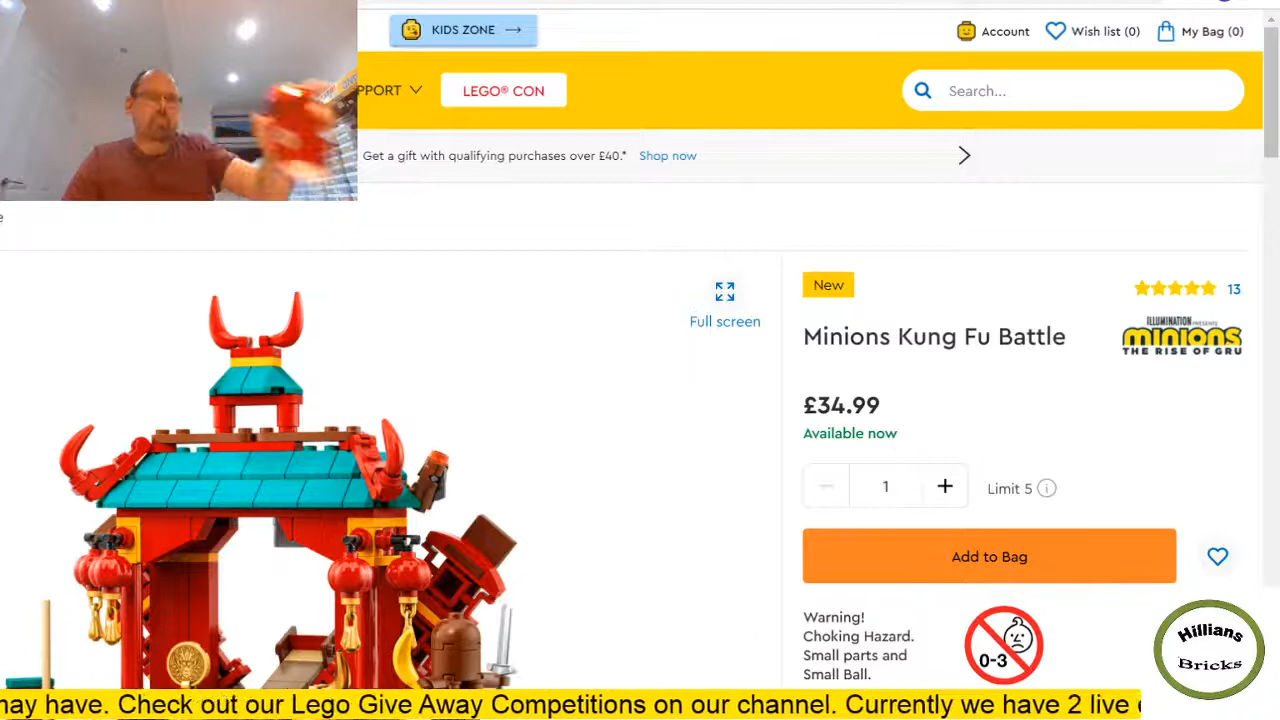 KIDS ZONE →
Account
Wish list (0)
My Bag (0)
PPORT
LEGO® CON
Search...
Get a gift with qualifying purchases over £40.* Shop now
e
Full screen
New
13
Minions Kung Fu Battle
ILLUMINATION PRESENTS
minions
THE RISE OF GRU
£34.99
Available now
1
Limit 5
Add to Bag
Warning!
Choking Hazard.
Small parts and
Small Ball.
0-3
Hillians
Bricks
may have. Check out our Lego Give Away Competitions on our channel. Currently we have 2 live